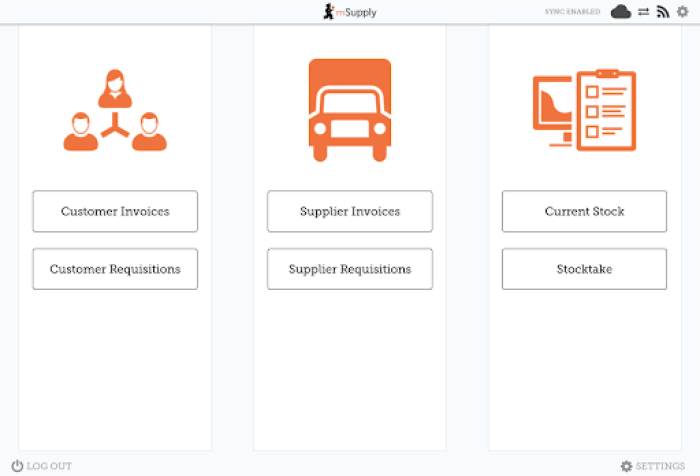 mSupply
SYNC ENABLED
Customer Invoices
Customer Requisitions
Supplier Invoices
Supplier Requisitions
Current Stock
Stocktake
LOG OUT
SETTINGS